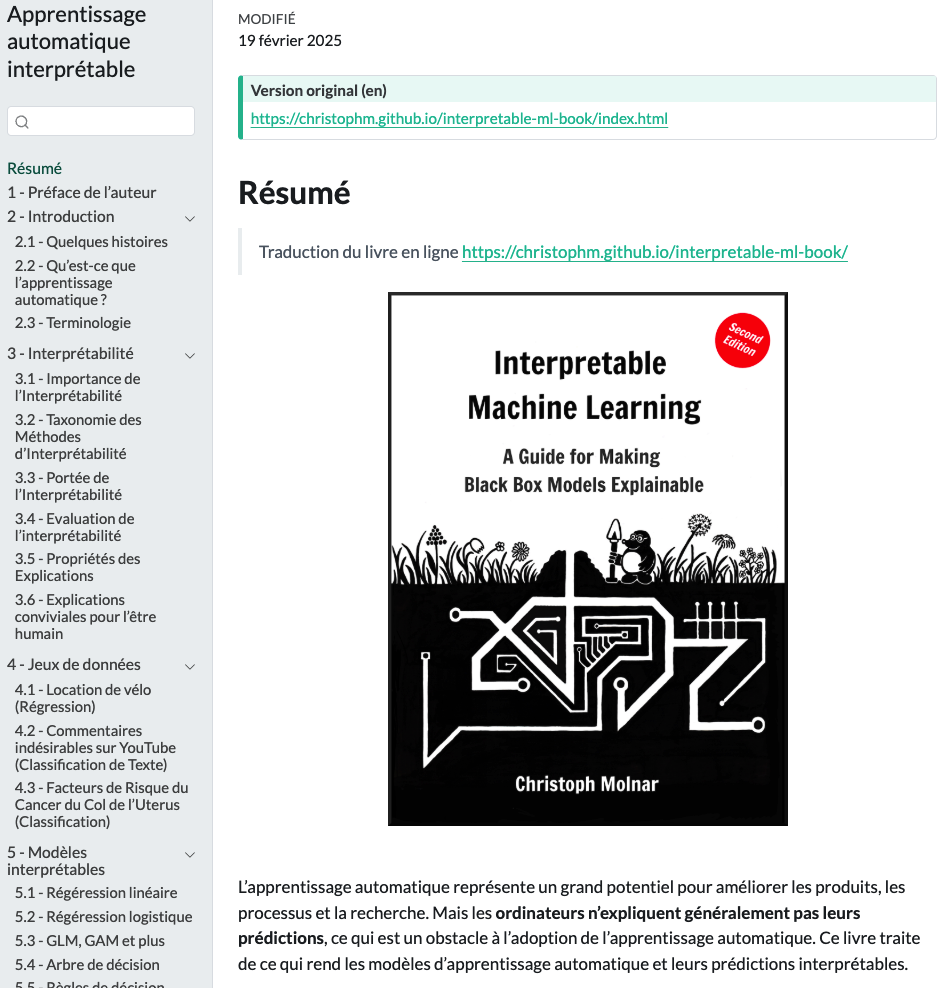 Apprentissage
automatique
interprétable
Résumé
1 - Préface de l'auteur
2 - Introduction
2.1 - Quelques histoires
2.2 - Qu'est-ce que
l'apprentissage
automatique ?
2.3 - Terminologie
3 - Interprétabilité
3.1 - Importance de
l'Interprétabilité
3.2 - Taxonomie des
Méthodes
d'Interprétabilité
3.3 - Portée de
l'Interprétabilité
3.4 - Evaluation de
l'interprétabilité
3.5 - Propriétés des
Explications
3.6 - Explications
conviviales pour l'être
humain
4 - Jeux de données
4.1 - Location de vélo
(Régression)
4.2 - Commentaires
indésirables sur YouTube
(Classification de Texte)
4.3 - Facteurs de Risque du
Cancer du Col de l'Uterus
(Classification)
5 - Modèles
interprétables
5.1 - Régéression linéaire
5.2 - Régéression logistique
5.3 - GLM, GAM et plus
5.4 - Arbre de décision
5.5 - Règles de décision
MODIFIÉ
19 février 2025
Version original (en)
https://christophm.github.io/interpretable-ml-book/index.html
Résumé
Traduction du livre en ligne https://christophm.github.io/interpretable-ml-book/
Second
Edition
Interpretable
Machine Learning
A Guide for Making
Black Box Models Explainable
Christoph Molnar
L'apprentissage automatique représente un grand potentiel pour améliorer les produits, les
processus et la recherche. Mais les ordinateurs n'expliquent généralement pas leurs
prédictions, ce qui est un obstacle à l'adoption de l'apprentissage automatique. Ce livre traite
de ce qui rend les modèles d'apprentissage automatique et leurs prédictions interprétables.